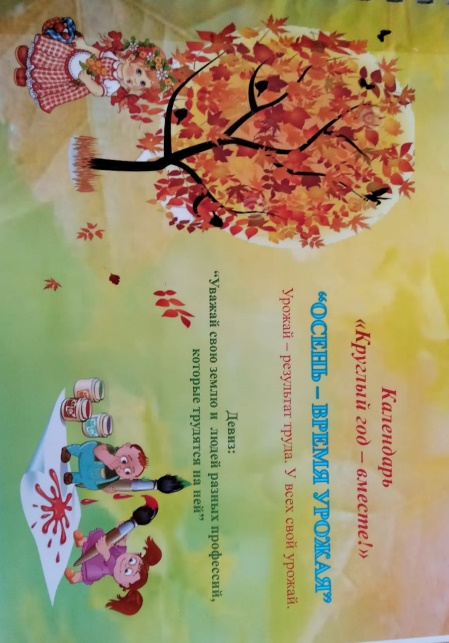 Календарь
«Круглый год – вместе!»
“ОСЕНЬ – ВРЕМЯ УРОЖАЯ”
Урожай – результат труда. У всех свой урожай.
Девиз:
“Уважай свою землю и людей разных профессий,
которые трудятся на ней”